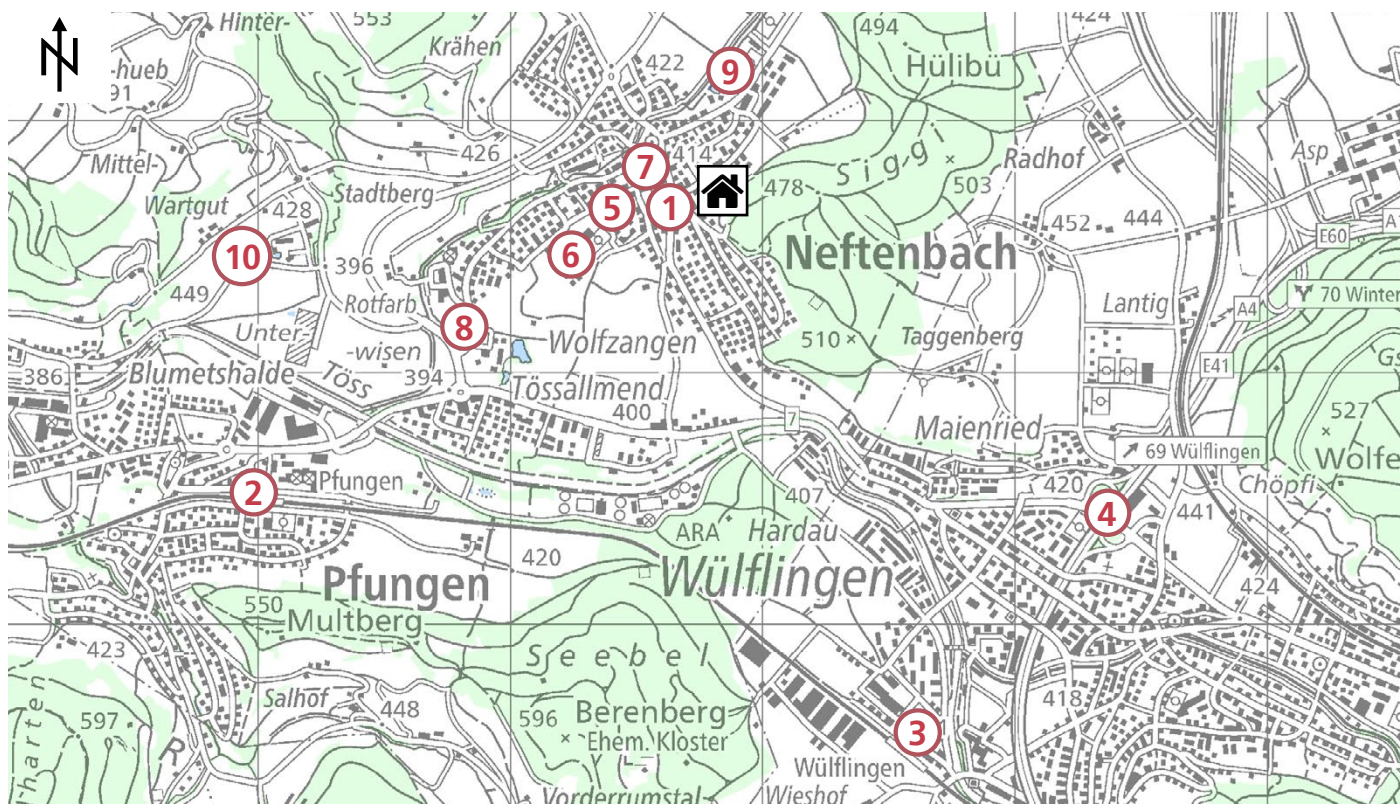 N
Hinter-
553
Krähen
422
9
494
Hülibü
424
-hueb
91
426
7
414
Siggi
Radhof
Asp
Mittel-
Stadtberg
478
503
Wartgut
428
5
1
452
444
E60
10
396
6
Neftenbach
449
Rotfarb
Lantig
A4
70 Winter
Unter-
8
-wisen
Wolfzangen
510
Taggenberg
386
Blumetshalde
Töss
394
Tössallmend
E41
400
527
7
Maienried
69 Wülflingen
Wolfe
2
Pfungen
407
420
4
Chöpfi
441
ARA
Hardau
420
Wülflingen
Pfungen
424
550
Multberg
423
Seebel
Salhof
448
418
597
596
Berenberg
Ehem. Kloster
3
Wülflingen
Vorderrumstal
Wieshof